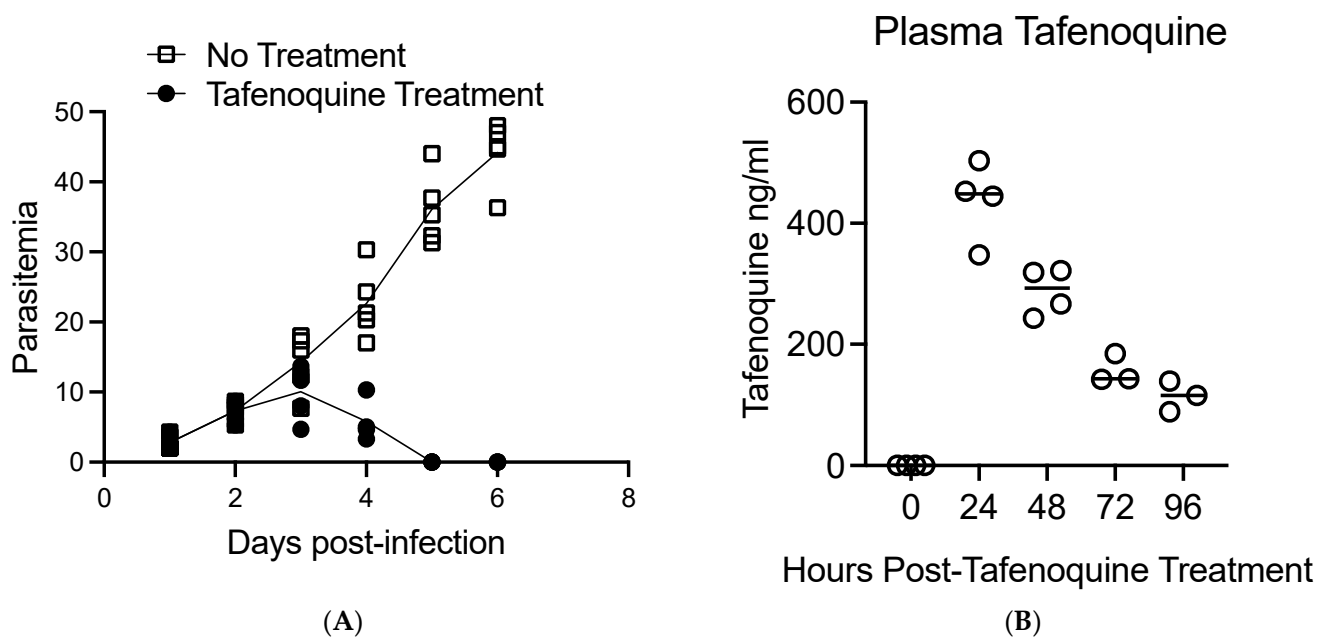 No Treatment
Tafenoquine Treatment
50
40
30
20
10
0
Parasitemia
0 2 4 6 8
Days post-infection
(A)
Plasma Tafenoquine
600
400
200
0
Tafenoquine ng/ml
0 24 48 72 96
Hours Post-Tafenoquine Treatment
(B)